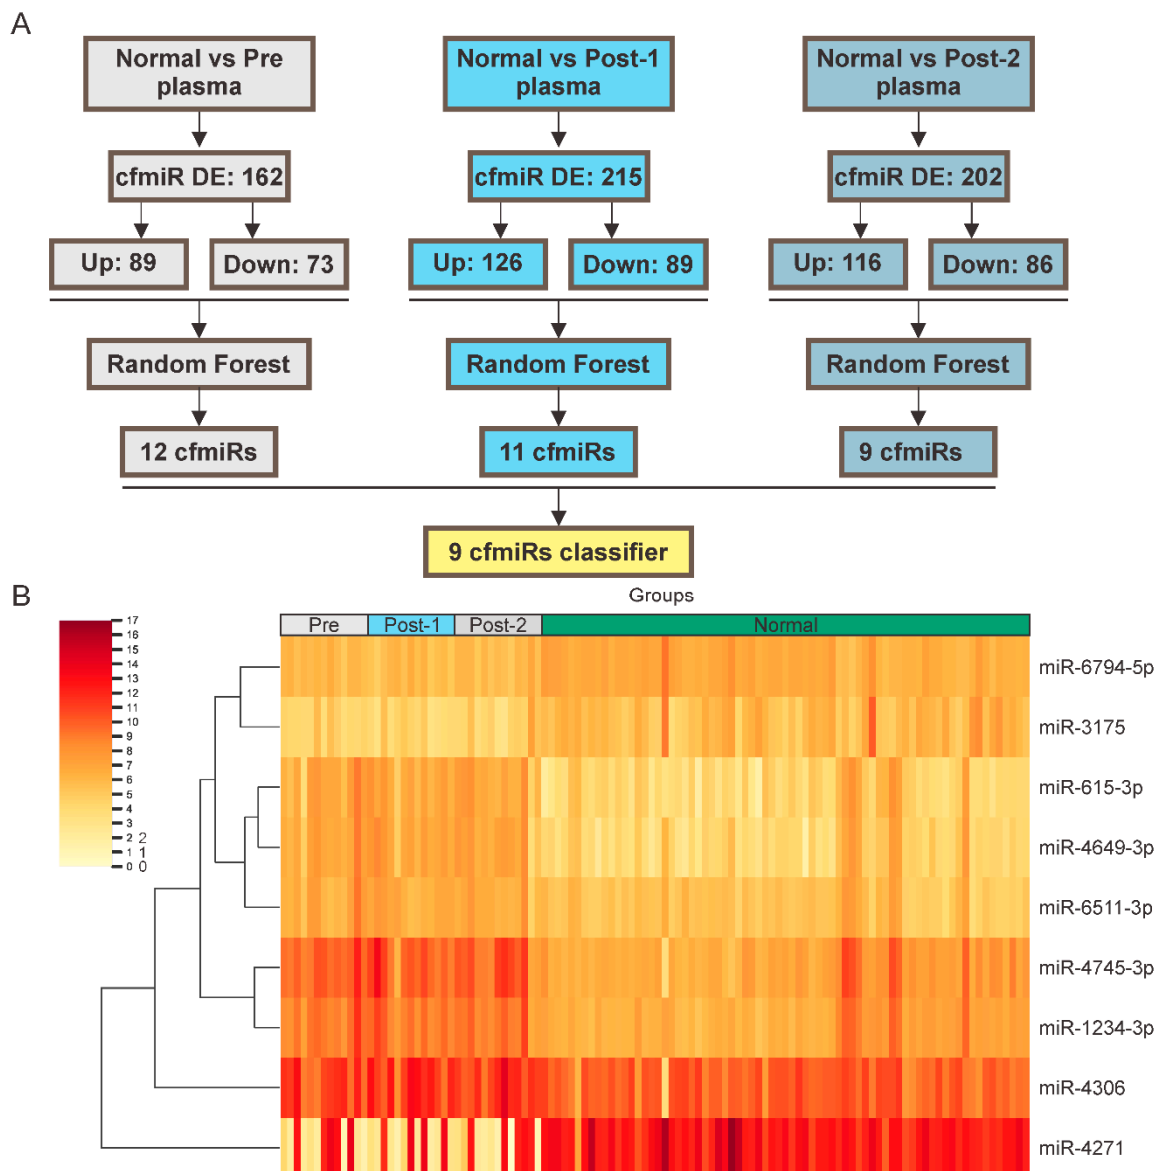 A
Normal vs Pre
plasma
Normal vs Post-1
plasma
Normal vs Post-2
plasma
cfmiR DE: 162
cfmiR DE: 215
cfmiR DE: 202
Up: 89
Down: 73
Up: 126
Down: 89
Up: 116
Down: 86
Random Forest
Random Forest
Random Forest
12 cfmiRs
11 cfmiRs
9 cfmiRs
9 cfmiRs classifier
B
Groups
Pre
Post-1
Post-2
Normal
17
16
15
14
13
12
11
10
9
8
7
6
5
4
3
2 2
1 1
0 0
miR-6794-5p
miR-3175
miR-615-3p
miR-4649-3p
miR-6511-3p
miR-4745-3p
miR-1234-3p
miR-4306
miR-4271